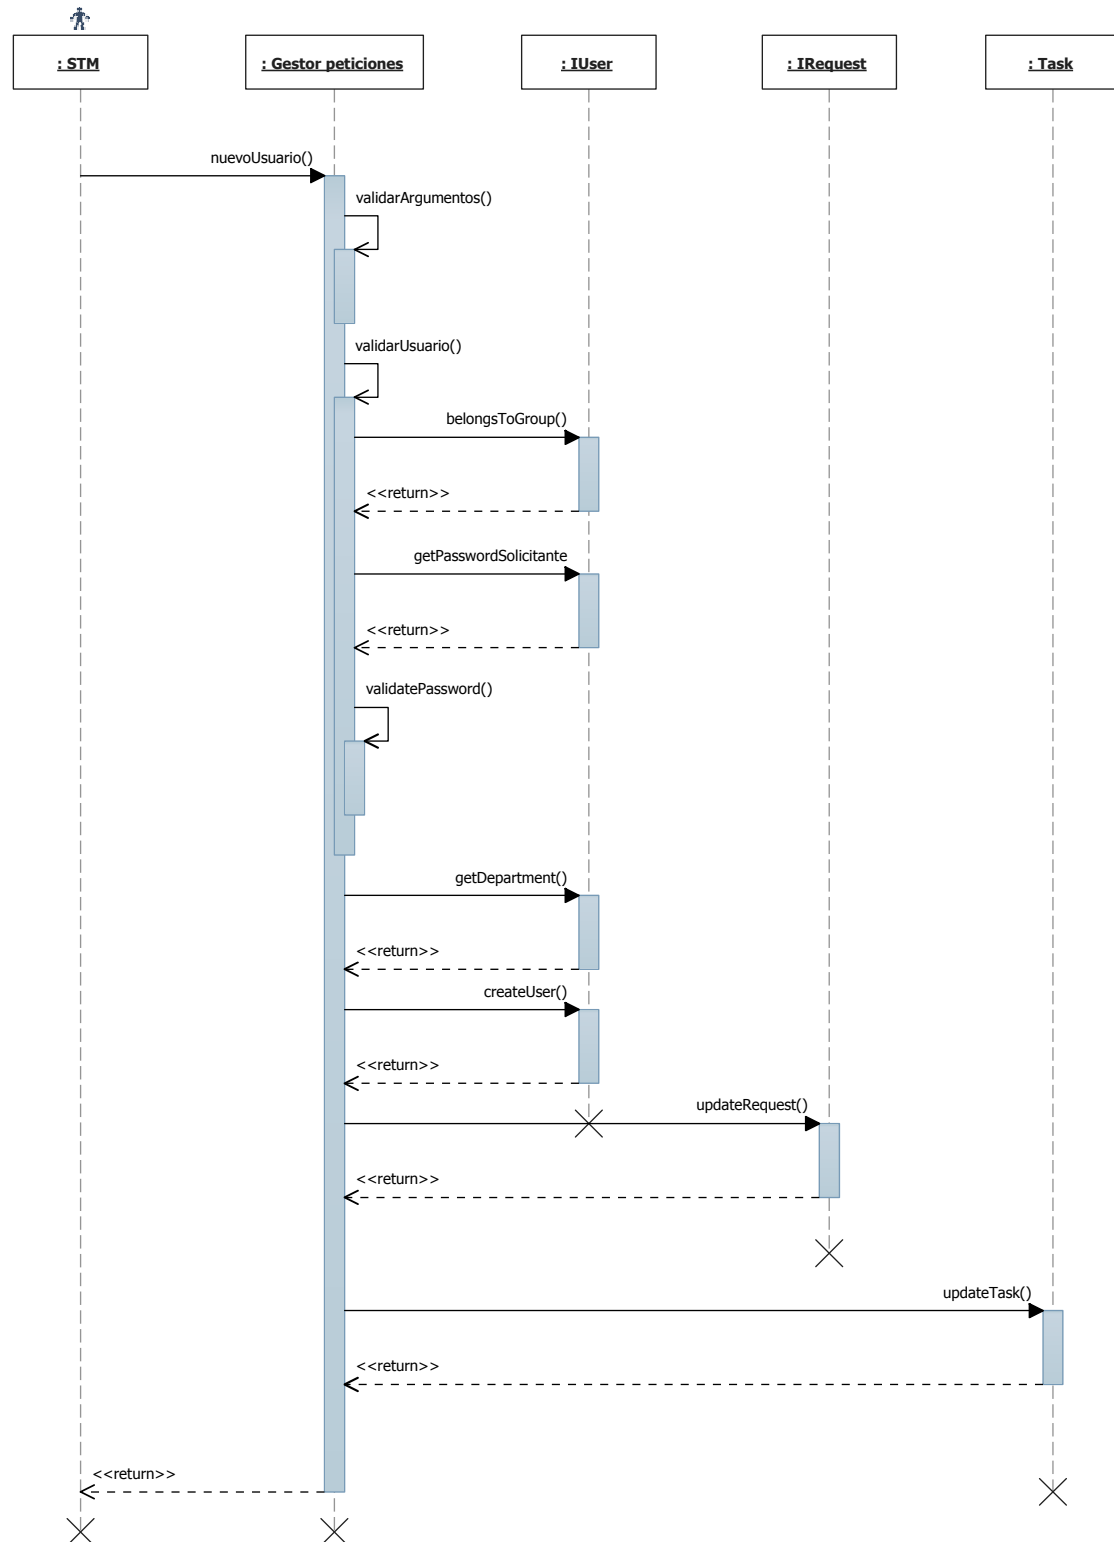 : STM
: Gestor peticiones
: IUser
: IRequest
: Task
nuevoUsuario()
validarArgumentos()
validarUsuario()
belongsToGroup()
<<return>>
getPasswordSolicitante
<<return>>
validatePassword()
getDepartment()
<<return>>
createUser()
<<return>>
updateRequest()
<<return>>
updateTask()
<<return>>
<<return>>